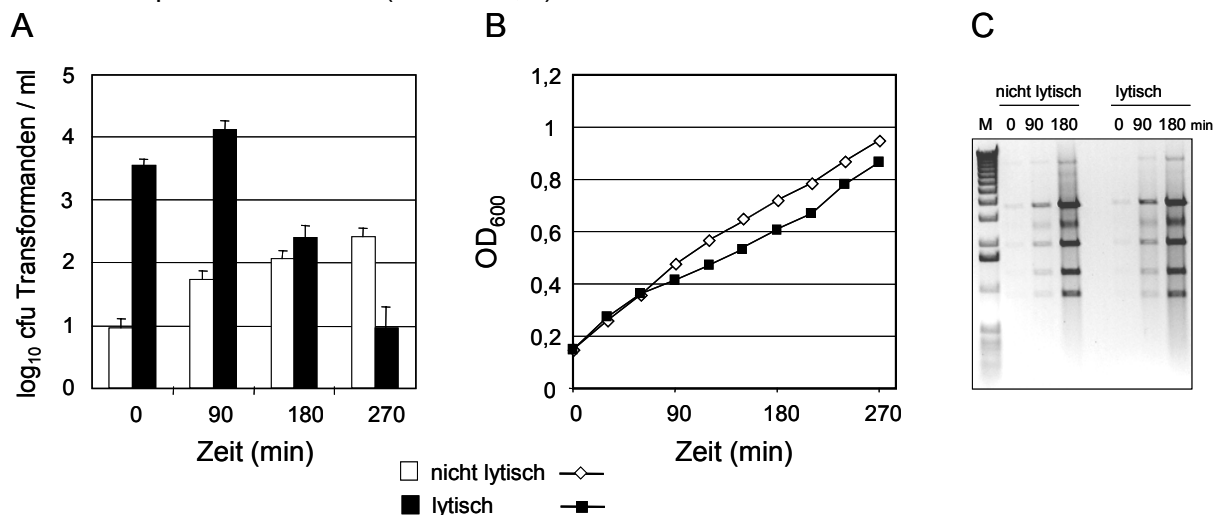 A
log10 cfu Transformanden / ml
5
4
3
2
1
0
0 90 180 270
Zeit (min)
B
OD600
1,2
1
0,8
0,6
0,4
0,2
0
0 90 180 270
Zeit (min)
nicht lytisch
lytisch
C
nicht lytisch lytisch
M 0 90 180 0 90 180 min